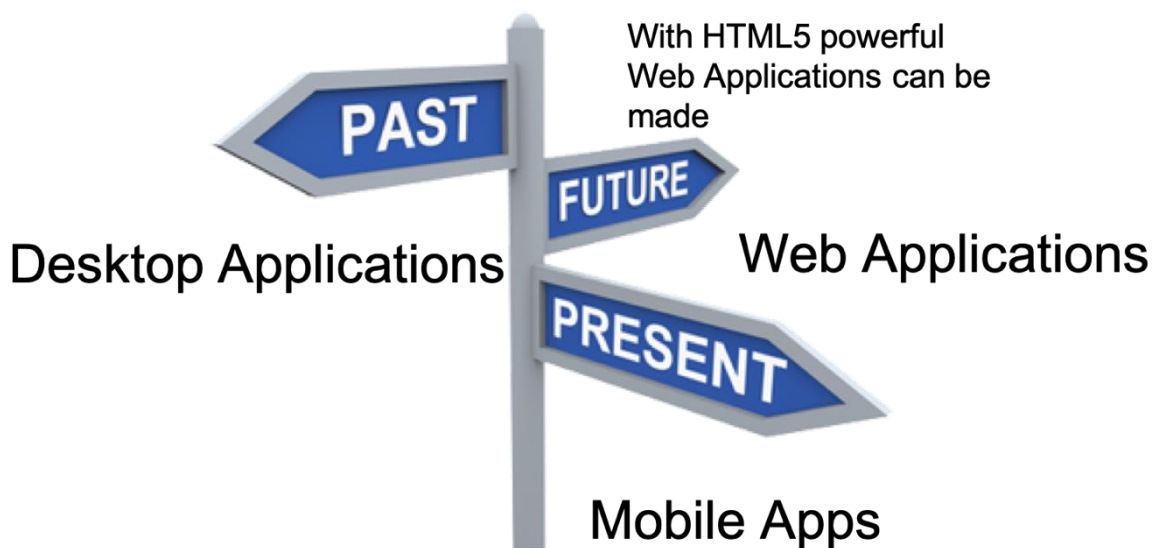 With HTML5 powerful
Web Applications can be
made
PAST
FUTURE
Desktop Applications
Web Applications
PRESENT
Mobile Apps